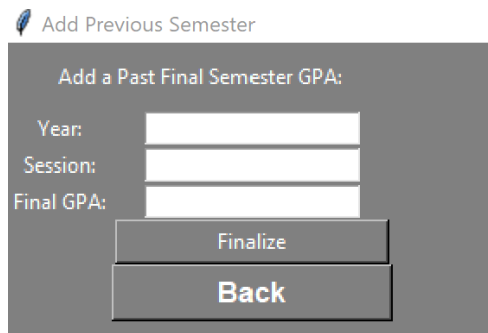 Add Previous Semester
Add a Past Final Semester GPA:
Year:
Session:
Final GPA:
Finalize
Back